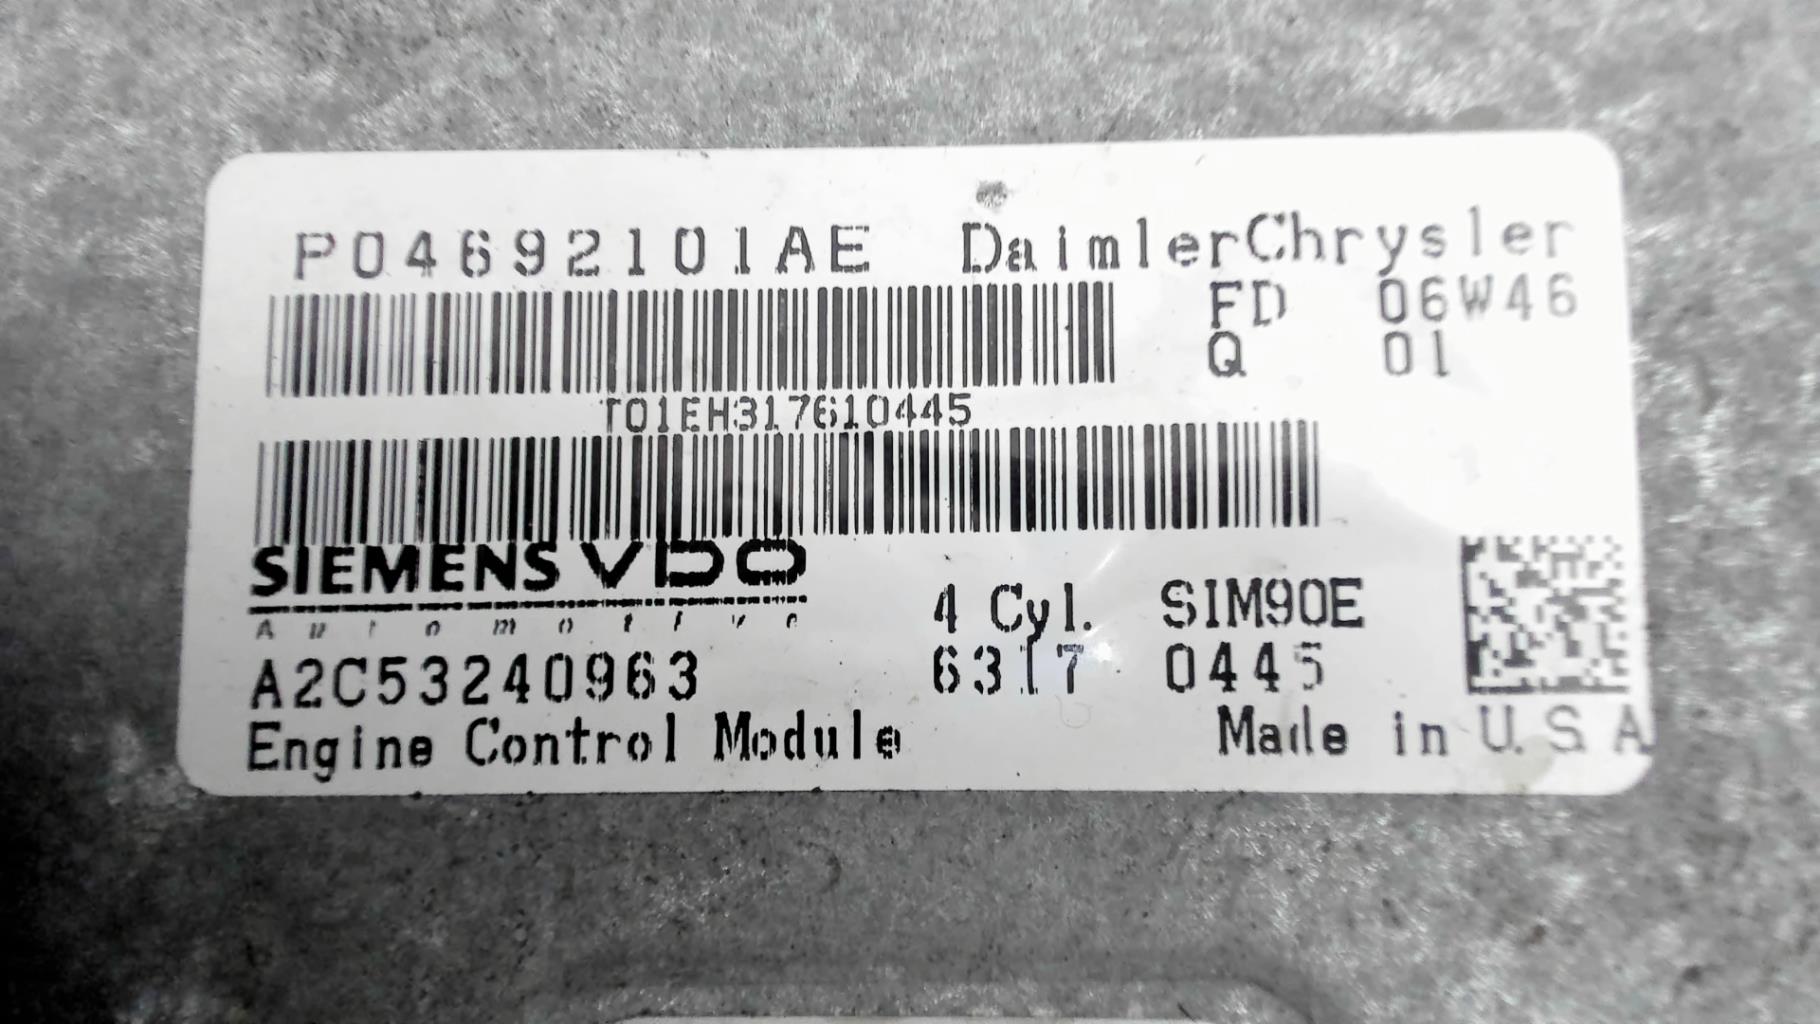 P04692101AE DaimlerChrysler
FD 06W46
Q 01
T01EH317610445
SIEMENS VDO
Automotive
4 Cyl. SIM90E
A2C53240963 6317 0445
Engine Control Module Made in U.S.A